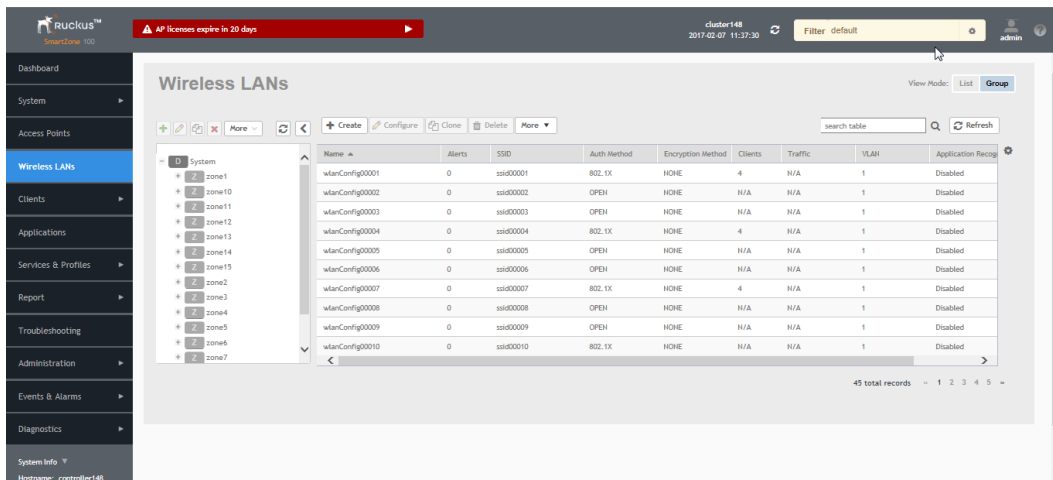 Ruckus™
SmartZone 100
AP licenses expire in 20 days
cluster148
2017-02-07 11:37:30
Filter default
admin
Dashboard
System
Access Points
Wireless LANs
Clients
Applications
Services & Profiles
Report
Troubleshooting
Administration
Events & Alarms
Diagnostics
System Info
Hostname: controller148
Wireless LANs
View Mode: List Group
More
Create Configure Clone Delete More
search table
Refresh
D System
Z zone1
Z zone10
Z zone11
Z zone12
Z zone13
Z zone14
Z zone15
Z zone2
Z zone3
Z zone4
Z zone5
Z zone6
Z zone7
Name Alerts SSID Auth Method Encryption Method Clients Traffic VLAN Application Recog
wlanConfig00001 0 ssid00001 802.1X NONE 4 N/A 1 Disabled
wlanConfig00002 0 ssid00002 OPEN NONE N/A N/A 1 Disabled
wlanConfig00003 0 ssid00003 OPEN NONE N/A N/A 1 Disabled
wlanConfig00004 0 ssid00004 802.1X NONE 4 N/A 1 Disabled
wlanConfig00005 0 ssid00005 OPEN NONE N/A N/A 1 Disabled
wlanConfig00006 0 ssid00006 OPEN NONE N/A N/A 1 Disabled
wlanConfig00007 0 ssid00007 802.1X NONE 4 N/A 1 Disabled
wlanConfig00008 0 ssid00008 OPEN NONE N/A N/A 1 Disabled
wlanConfig00009 0 ssid00009 OPEN NONE N/A N/A 1 Disabled
wlanConfig00010 0 ssid00010 802.1X NONE N/A N/A 1 Disabled
45 total records « 1 2 3 4 5 »